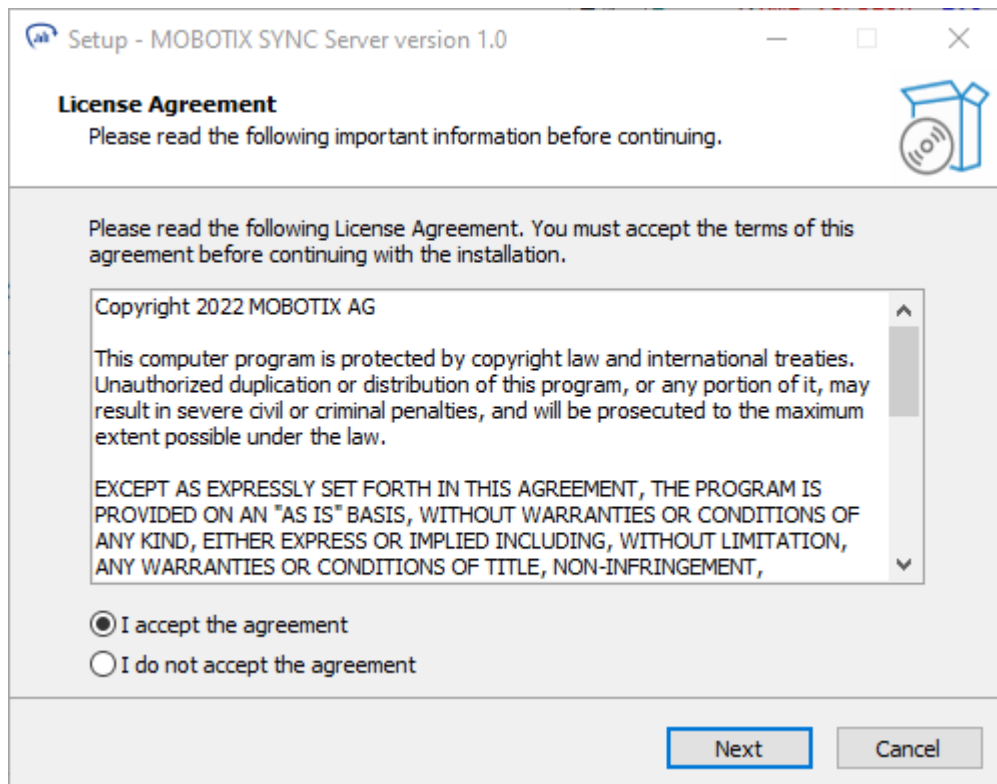 Setup - MOBOTIX SYNC Server version 1.0
License Agreement
Please read the following important information before continuing.
Please read the following License Agreement. You must accept the terms of this
agreement before continuing with the installation.
Copyright 2022 MOBOTIX AG
This computer program is protected by copyright law and international treaties.
Unauthorized duplication or distribution of this program, or any portion of it, may
result in severe civil or criminal penalties, and will be prosecuted to the maximum
extent possible under the law.
EXCEPT AS EXPRESSLY SET FORTH IN THIS AGREEMENT, THE PROGRAM IS
PROVIDED ON AN "AS IS" BASIS, WITHOUT WARRANTIES OR CONDITIONS OF
ANY KIND, EITHER EXPRESS OR IMPLIED INCLUDING, WITHOUT LIMITATION,
ANY WARRANTIES OR CONDITIONS OF TITLE, NON-INFRINGEMENT,
I accept the agreement
I do not accept the agreement
Next
Cancel